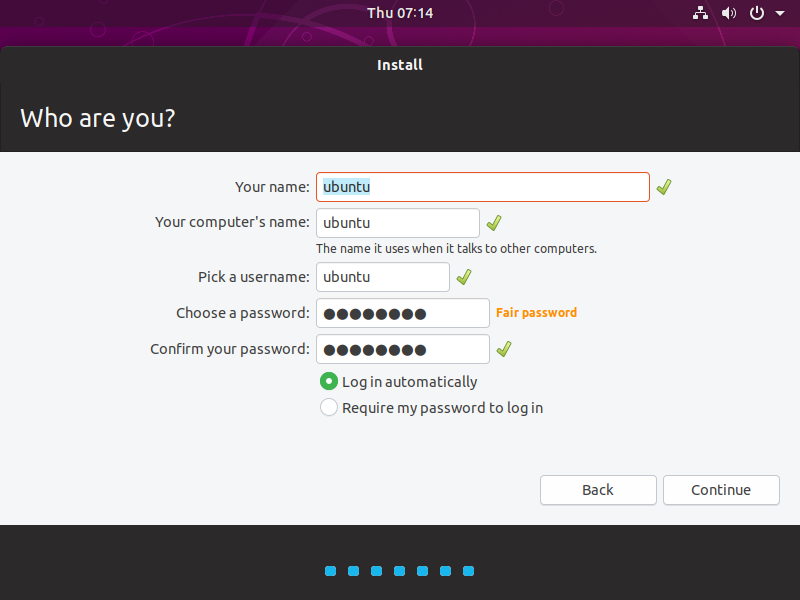 Thu 07:14
Install
Who are you?
Your name: ubuntu
Your computer's name: ubuntu
The name it uses when it talks to other computers.
Pick a username: ubuntu
Choose a password: ●●●●●●●● Fair password
Confirm your password: ●●●●●●●●
Log in automatically
Require my password to log in
Back Continue